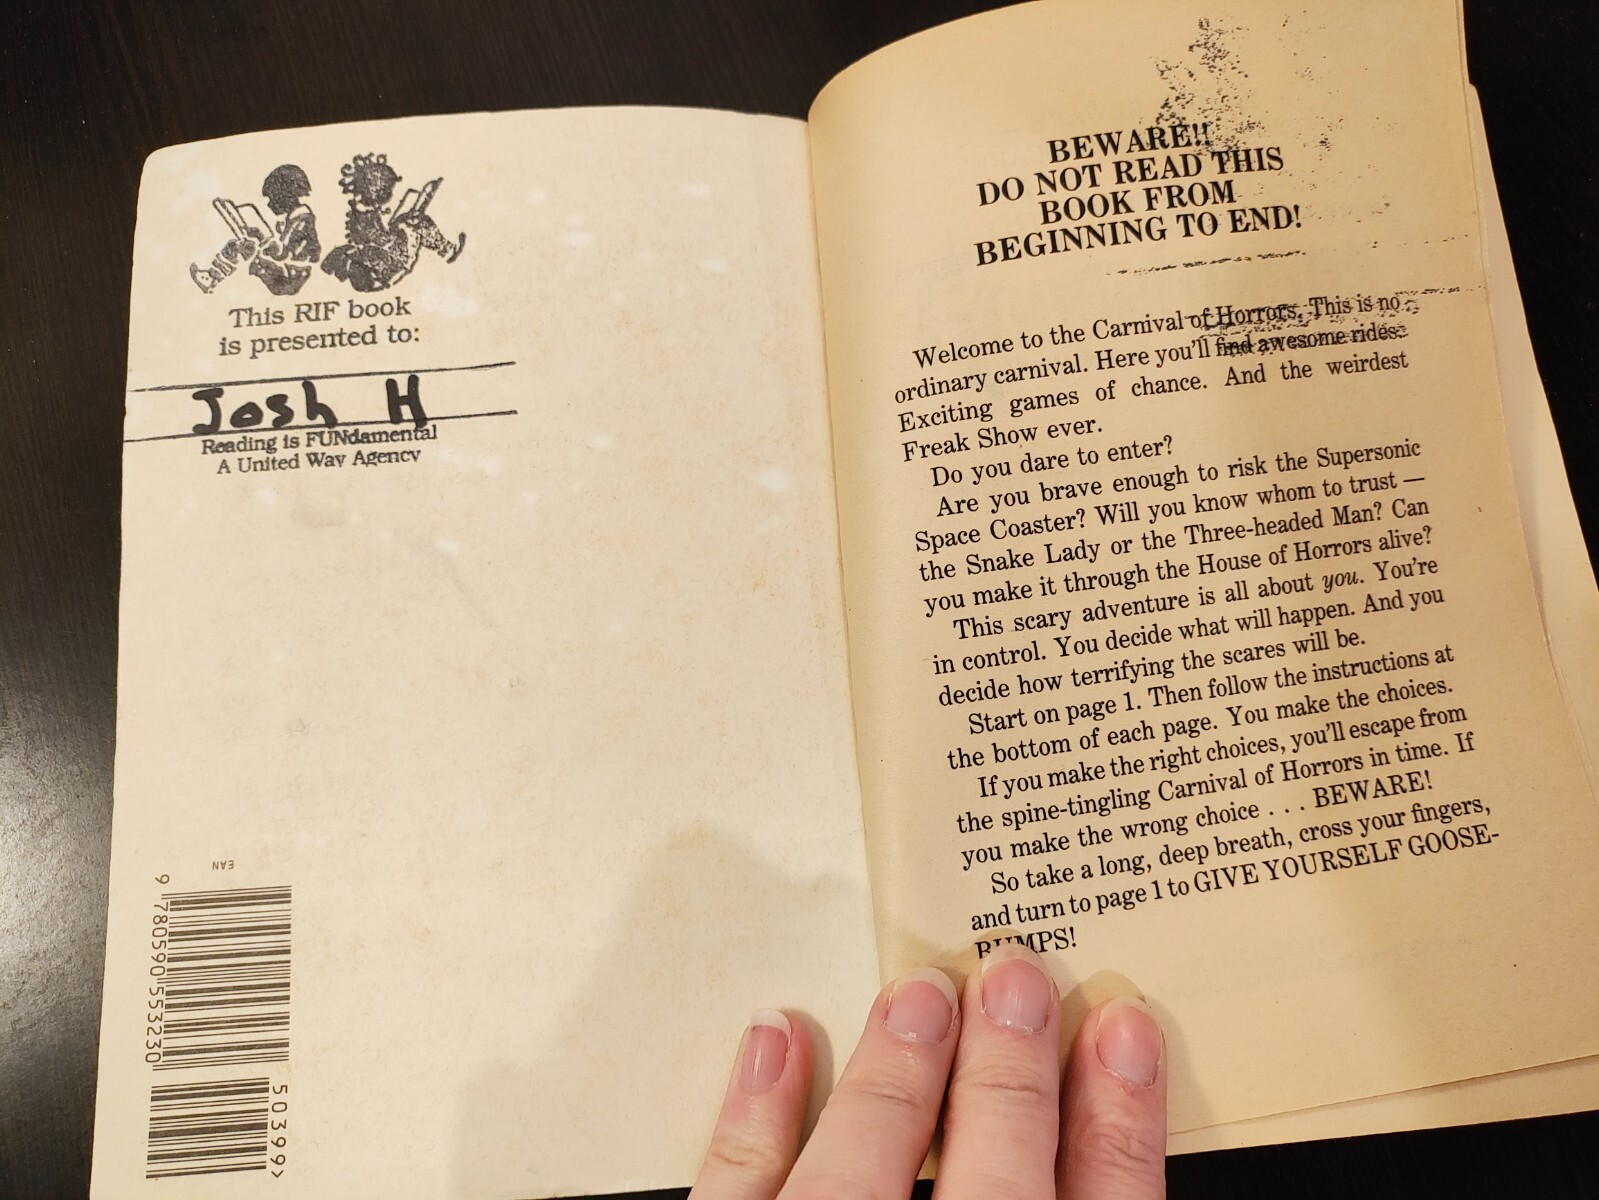 This RIF book
is presented to:
Josh H
Reading is FUNdamental
A United Way Agency
EAN
9 780590 553230
50399>
BEWARE!!
DO NOT READ THIS
BOOK FROM
BEGINNING TO END!
Welcome to the Carnival of Horrors. This is no
ordinary carnival. Here you'll find awesome rides.
Exciting games of chance. And the weirdest
Freak Show ever.
Do you dare to enter?
Are you brave enough to risk the Supersonic
Space Coaster? Will you know whom to trust —
the Snake Lady or the Three-headed Man? Can
you make it through the House of Horrors alive?
This scary adventure is all about you. You're
in control. You decide what will happen. And you
decide how terrifying the scares will be.
Start on page 1. Then follow the instructions at
the bottom of each page. You make the choices.
If you make the right choices, you'll escape from
the spine-tingling Carnival of Horrors in time. If
you make the wrong choice . . . BEWARE!
So take a long, deep breath, cross your fingers,
and turn to page 1 to GIVE YOURSELF GOOSE-
BUMPS!